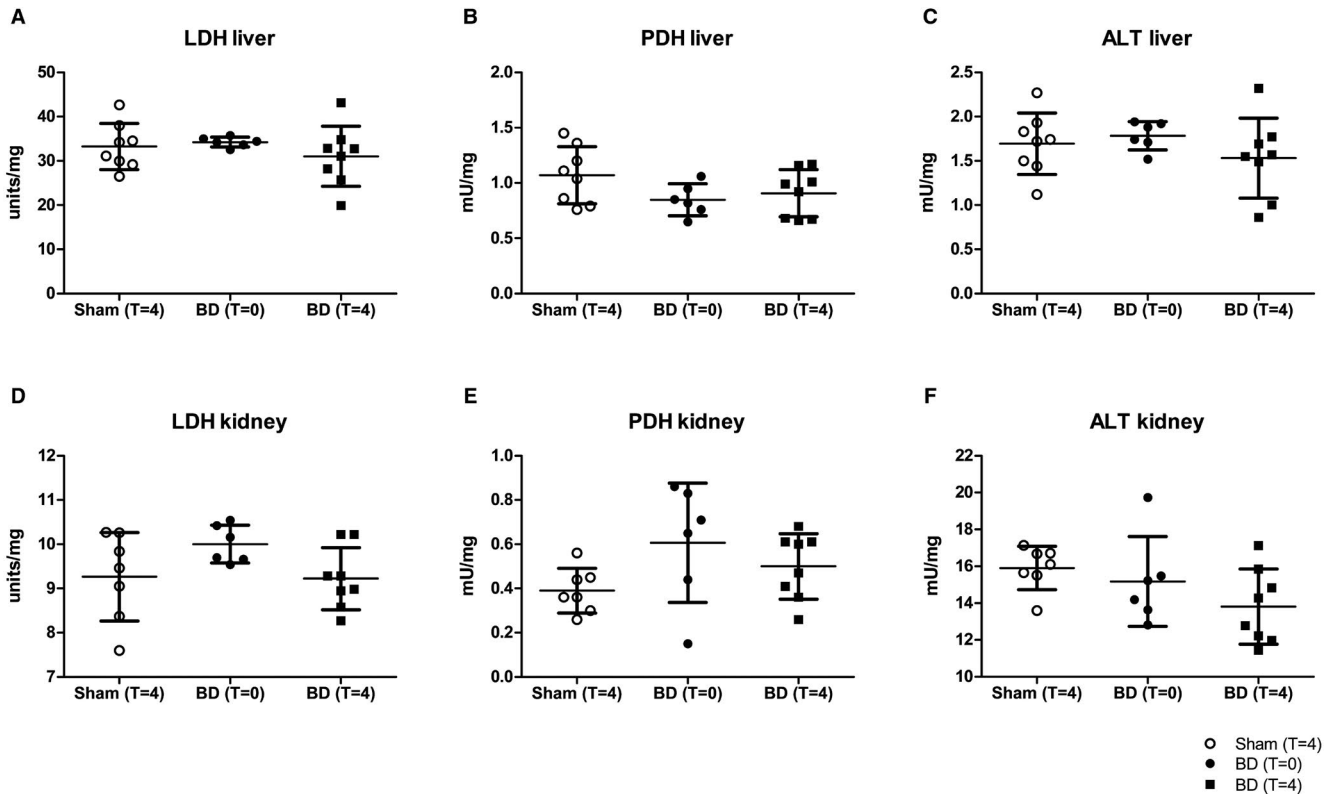 A
LDH liver
units/mg
50
40
30
20
10
0
Sham (T=4) BD (T=0) BD (T=4)
B
PDH liver
mU/mg
2.0
1.5
1.0
0.5
0.0
Sham (T=4) BD (T=0) BD (T=4)
C
ALT liver
mU/mg
2.5
2.0
1.5
1.0
0.5
0.0
Sham (T=4) BD (T=0) BD (T=4)
D
LDH kidney
units/mg
12
11
10
9
8
7
Sham (T=4) BD (T=0) BD (T=4)
E
PDH kidney
mU/mg
1.0
0.8
0.6
0.4
0.2
0.0
Sham (T=4) BD (T=0) BD (T=4)
F
ALT kidney
mU/mg
22
20
18
16
14
12
10
Sham (T=4) BD (T=0) BD (T=4)
Sham (T=4)
BD (T=0)
BD (T=4)